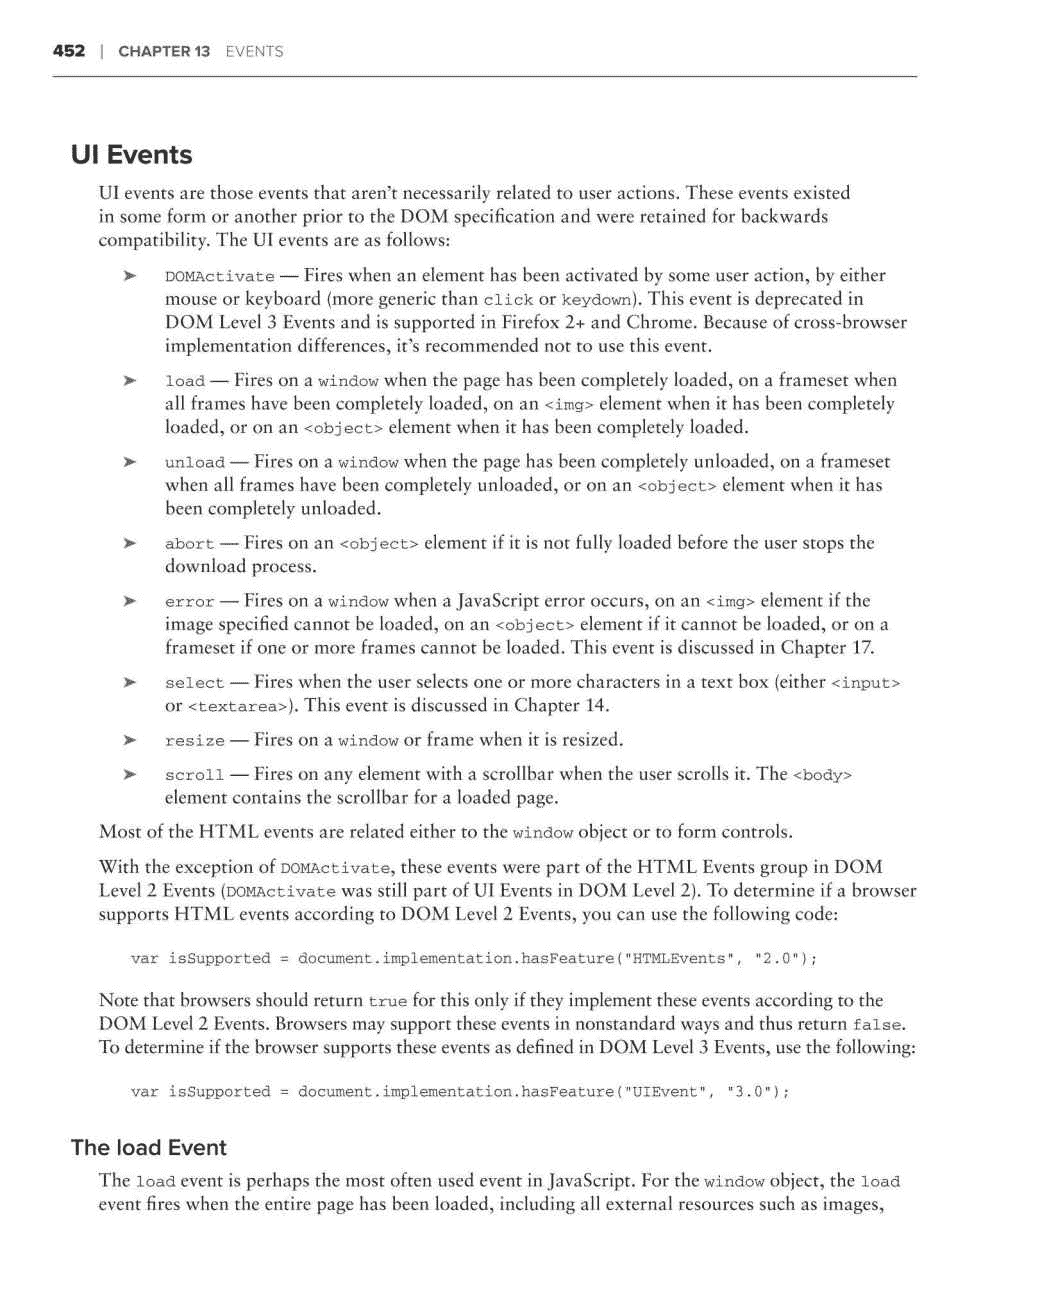 452 | CHAPTER 13 EVENTS
UI Events
UI events are those events that aren't necessarily related to user actions. These events existed
in some form or another prior to the DOM specification and were retained for backwards
compatibility. The UI events are as follows:
➤ DOMActivate — Fires when an element has been activated by some user action, by either
mouse or keyboard (more generic than click or keydown). This event is deprecated in
DOM Level 3 Events and is supported in Firefox 2+ and Chrome. Because of cross-browser
implementation differences, it's recommended not to use this event.
➤ load — Fires on a window when the page has been completely loaded, on a frameset when
all frames have been completely loaded, on an <img> element when it has been completely
loaded, or on an <object> element when it has been completely loaded.
➤ unload — Fires on a window when the page has been completely unloaded, on a frameset
when all frames have been completely unloaded, or on an <object> element when it has
been completely unloaded.
➤ abort — Fires on an <object> element if it is not fully loaded before the user stops the
download process.
➤ error — Fires on a window when a JavaScript error occurs, on an <img> element if the
image specified cannot be loaded, on an <object> element if it cannot be loaded, or on a
frameset if one or more frames cannot be loaded. This event is discussed in Chapter 17.
➤ select — Fires when the user selects one or more characters in a text box (either <input>
or <textarea>). This event is discussed in Chapter 14.
➤ resize — Fires on a window or frame when it is resized.
➤ scroll — Fires on any element with a scrollbar when the user scrolls it. The <body>
element contains the scrollbar for a loaded page.
Most of the HTML events are related either to the window object or to form controls.
With the exception of DOMActivate, these events were part of the HTML Events group in DOM
Level 2 Events (DOMActivate was still part of UI Events in DOM Level 2). To determine if a browser
supports HTML events according to DOM Level 2 Events, you can use the following code:
var isSupported = document.implementation.hasFeature("HTMLEvents", "2.0");
Note that browsers should return true for this only if they implement these events according to the
DOM Level 2 Events. Browsers may support these events in nonstandard ways and thus return false.
To determine if the browser supports these events as defined in DOM Level 3 Events, use the following:
var isSupported = document.implementation.hasFeature("UIEvent", "3.0");
The load Event
The load event is perhaps the most often used event in JavaScript. For the window object, the load
event fires when the entire page has been loaded, including all external resources such as images,